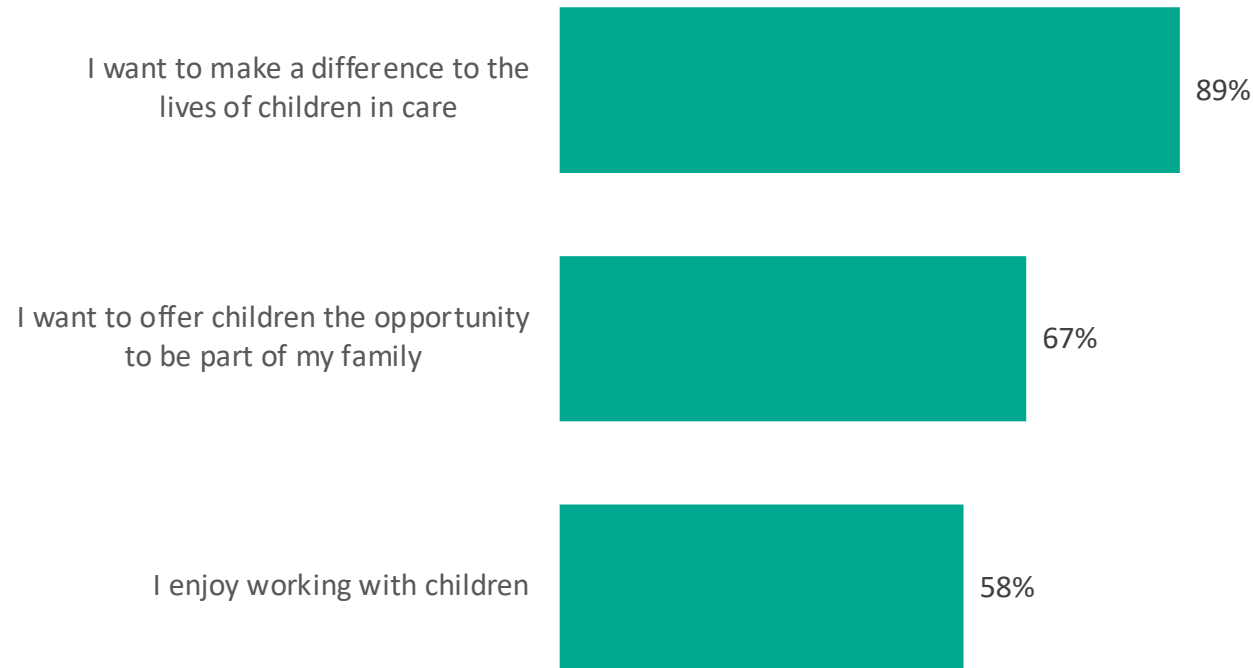 I want to make a difference to the
lives of children in care
89%
I want to offer children the opportunity
to be part of my family
67%
I enjoy working with children
58%